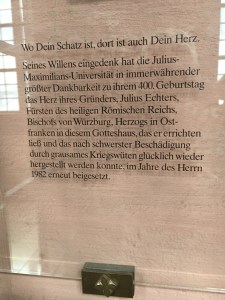 Wo Dein Schatz ist, dort ist auch Dein Herz.
Seines Willens eingedenk hat die Julius-
Maximilians-Universität in immerwährender
größter Dankbarkeit zu ihrem 400. Geburtstag
das Herz ihres Gründers, Julius Echters,
Fürsten des heiligen Römischen Reichs,
Bischofs von Würzburg, Herzogs in Ost-
franken in diesem Gotteshaus, das er errichten
ließ und das nach schwerster Beschädigung
durch grausames Kriegswüten glücklich wieder
hergestellt werden konnte, im Jahre des Herrn
1982 erneut beigesetzt.